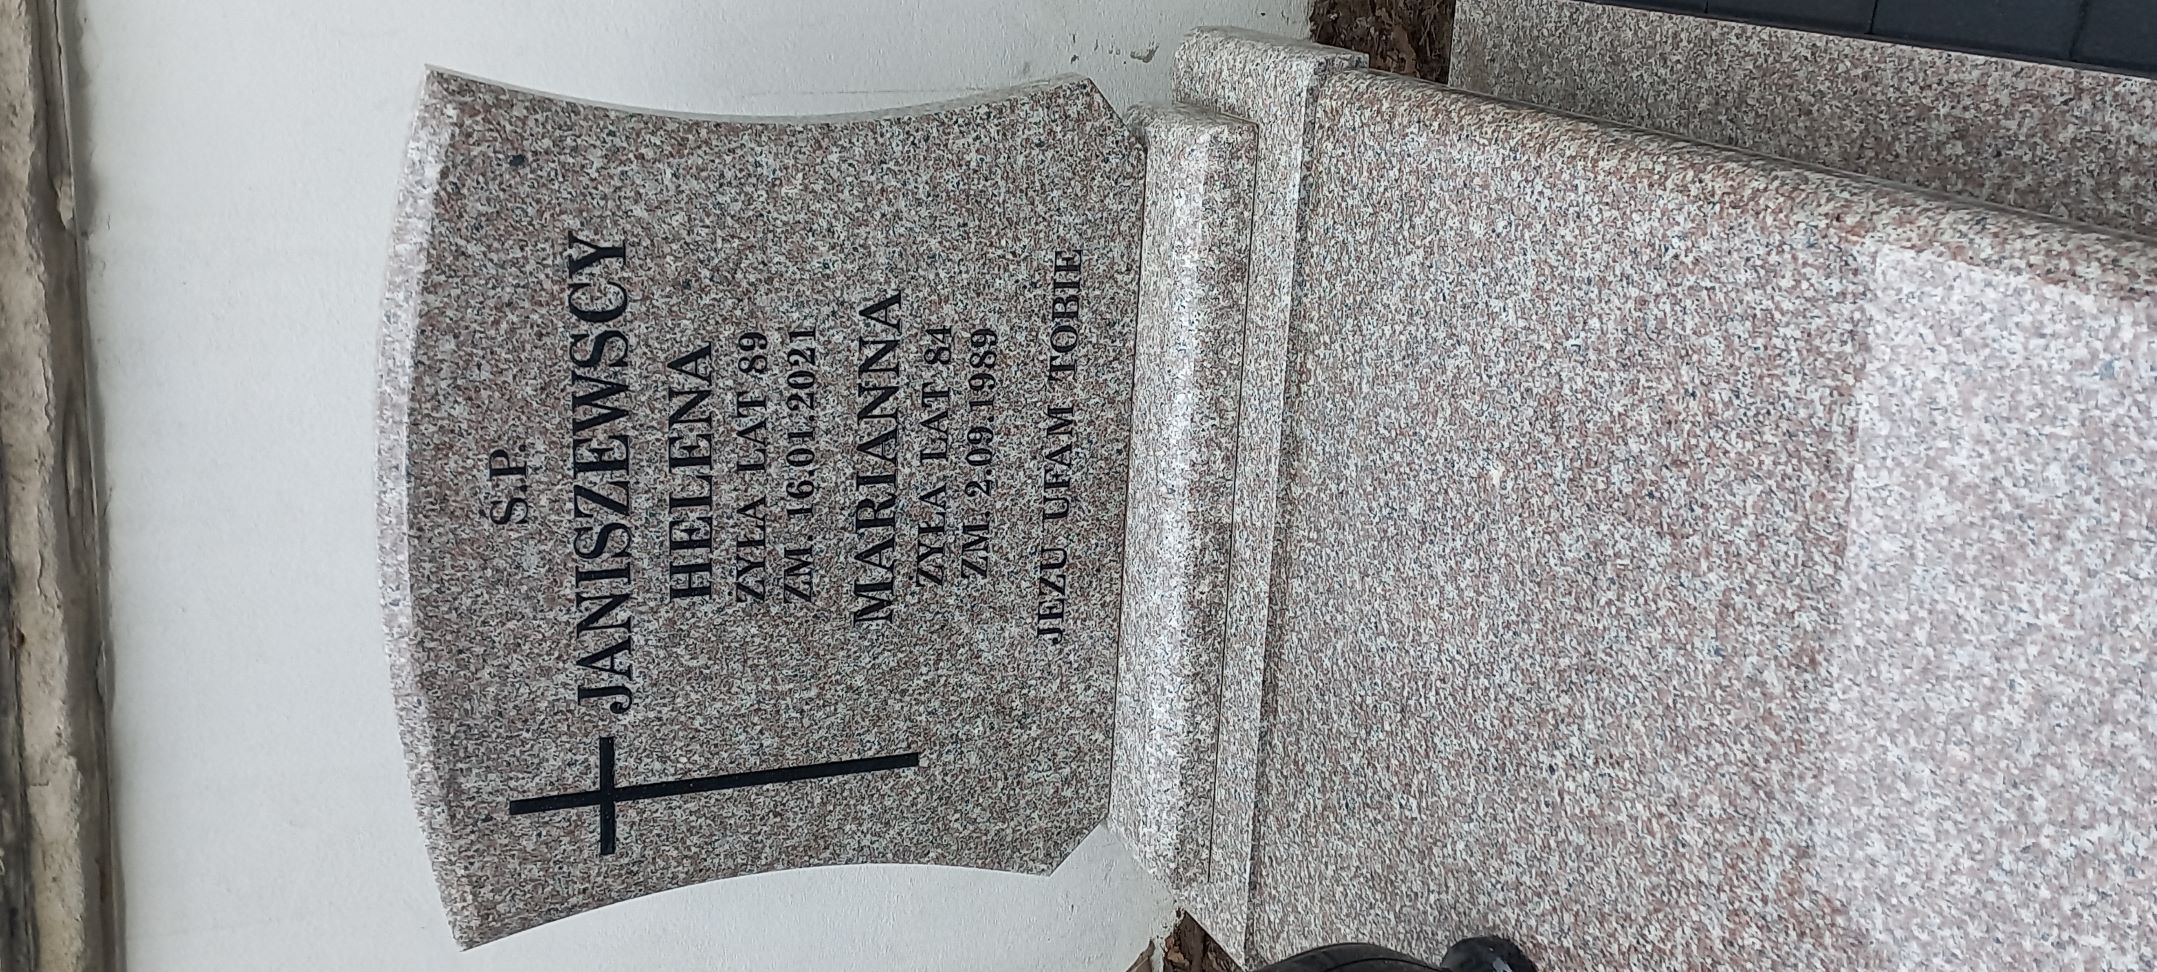 Ś.P.
JANISZEWSCY
HELENA
ŻYŁA LAT 89
ZM. 16.01.2021
MARIANNA
ŻYŁA LAT 84
ZM. 2.09.1989
JEZU UFAM TOBIE